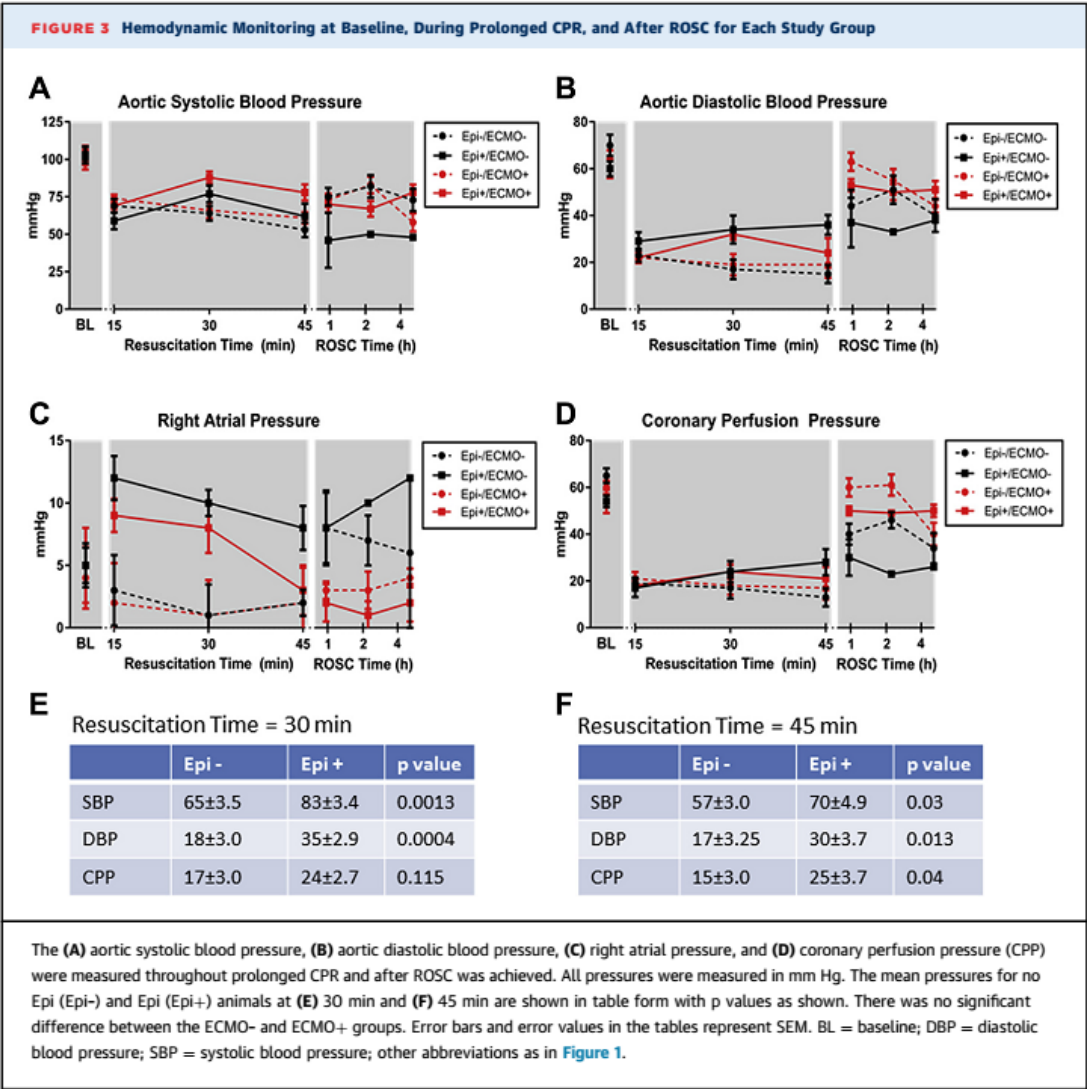 FIGURE 3 Hemodynamic Monitoring at Baseline, During Prolonged CPR, and After ROSC for Each Study Group
A
Aortic Systolic Blood Pressure
125
100
75
50
25
0
mmHg
BL
15
30
45
1
2
4
Resuscitation Time (min)
ROSC Time (h)
Epi-/ECMO-
Epi+/ECMO-
Epi-/ECMO+
Epi+/ECMO+
B
Aortic Diastolic Blood Pressure
80
60
40
20
0
mmHg
BL
15
30
45
1
2
4
Resuscitation Time (min)
ROSC Time (h)
Epi-/ECMO-
Epi+/ECMO-
Epi-/ECMO+
Epi+/ECMO+
C
Right Atrial Pressure
15
10
5
0
mmHg
BL
15
30
45
1
2
4
Resuscitation Time (min)
ROSC Time (h)
Epi-/ECMO-
Epi+/ECMO-
Epi-/ECMO+
Epi+/ECMO+
D
Coronary Perfusion Pressure
80
60
40
20
0
mmHg
BL
15
30
45
1
2
4
Resuscitation Time (min)
ROSC Time (h)
Epi-/ECMO-
Epi+/ECMO-
Epi-/ECMO+
Epi+/ECMO+
E
Resuscitation Time = 30 min
Epi - Epi + p value
SBP 65±3.5 83±3.4 0.0013
DBP 18±3.0 35±2.9 0.0004
CPP 17±3.0 24±2.7 0.115
F
Resuscitation Time = 45 min
Epi - Epi + p value
SBP 57±3.0 70±4.9 0.03
DBP 17±3.25 30±3.7 0.013
CPP 15±3.0 25±3.7 0.04
The (A) aortic systolic blood pressure, (B) aortic diastolic blood pressure, (C) right atrial pressure, and (D) coronary perfusion pressure (CPP)
were measured throughout prolonged CPR and after ROSC was achieved. All pressures were measured in mm Hg. The mean pressures for no
Epi (Epi-) and Epi (Epi+) animals at (E) 30 min and (F) 45 min are shown in table form with p values as shown. There was no significant
difference between the ECMO- and ECMO+ groups. Error bars and error values in the tables represent SEM. BL = baseline; DBP = diastolic
blood pressure; SBP = systolic blood pressure; other abbreviations as in Figure 1.